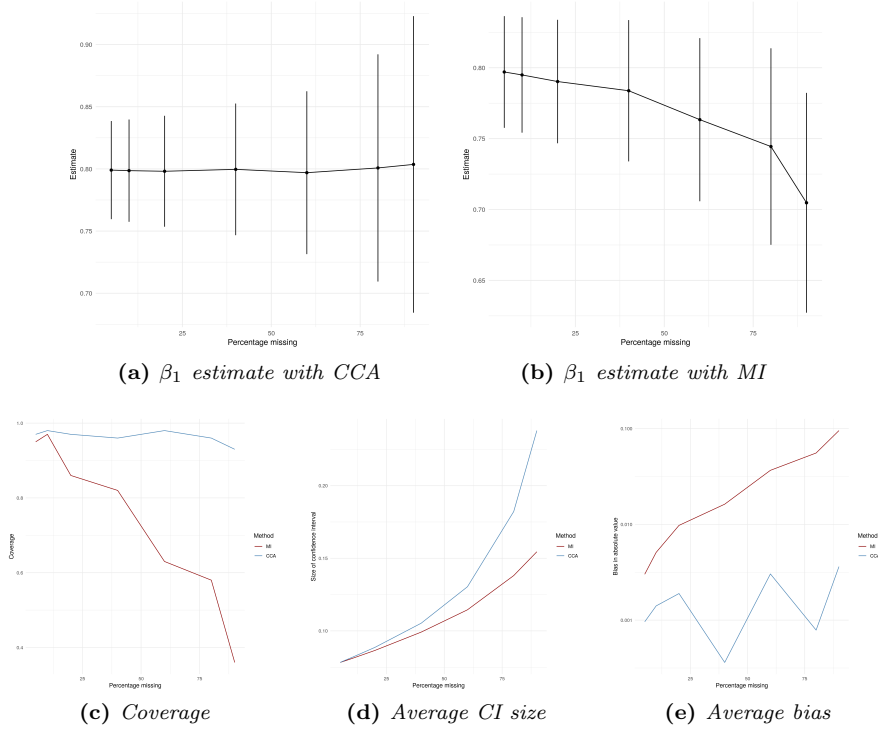 0.90
0.85
0.80
0.75
0.70
Estimate
25
50
75
Percentage missing
(a) β1 estimate with CCA
0.80
0.75
0.70
0.65
Estimate
25
50
75
Percentage missing
(b) β1 estimate with MI
1.0
0.8
0.6
0.4
Coverage
25
50
75
Percentage missing
Method
MI
CCA
(c) Coverage
0.20
0.15
0.10
Size of confidence interval
25
50
75
Percentage missing
Method
MI
CCA
(d) Average CI size
0.100
0.010
0.001
Bias in absolute value
25
50
75
Percentage missing
Method
MI
CC
(e) Average bias